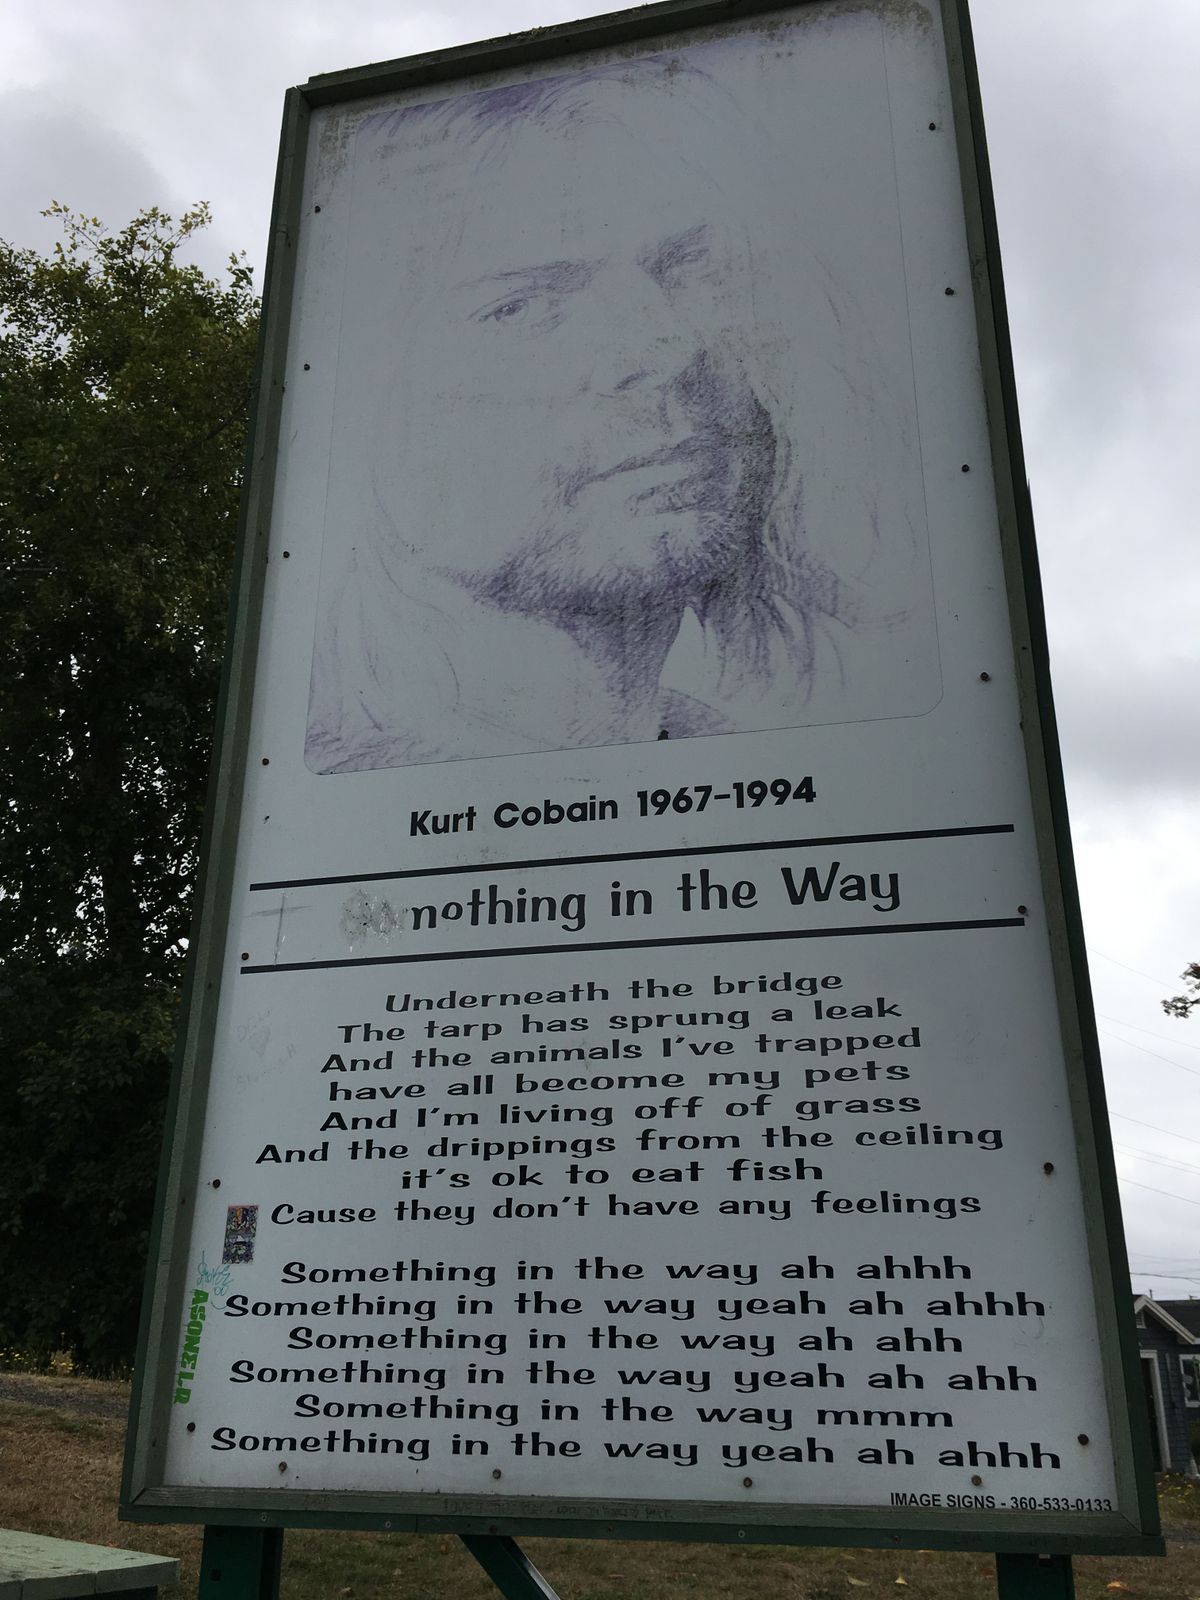 Kurt Cobain 1967-1994
nothing in the Way
Underneath the bridge
The tarp has sprung a leak
And the animals I've trapped
have all become my pets
And I'm living off of grass
And the drippings from the ceiling
it's ok to eat fish
Cause they don't have any feelings
Something in the way ah ahhh
Something in the way yeah ah ahhh
Something in the way ah ahh
Something in the way yeah ah ahh
Something in the way mmm
Something in the way yeah ah ahhh
ASONELR
IMAGE SIGNS - 360-533-0133